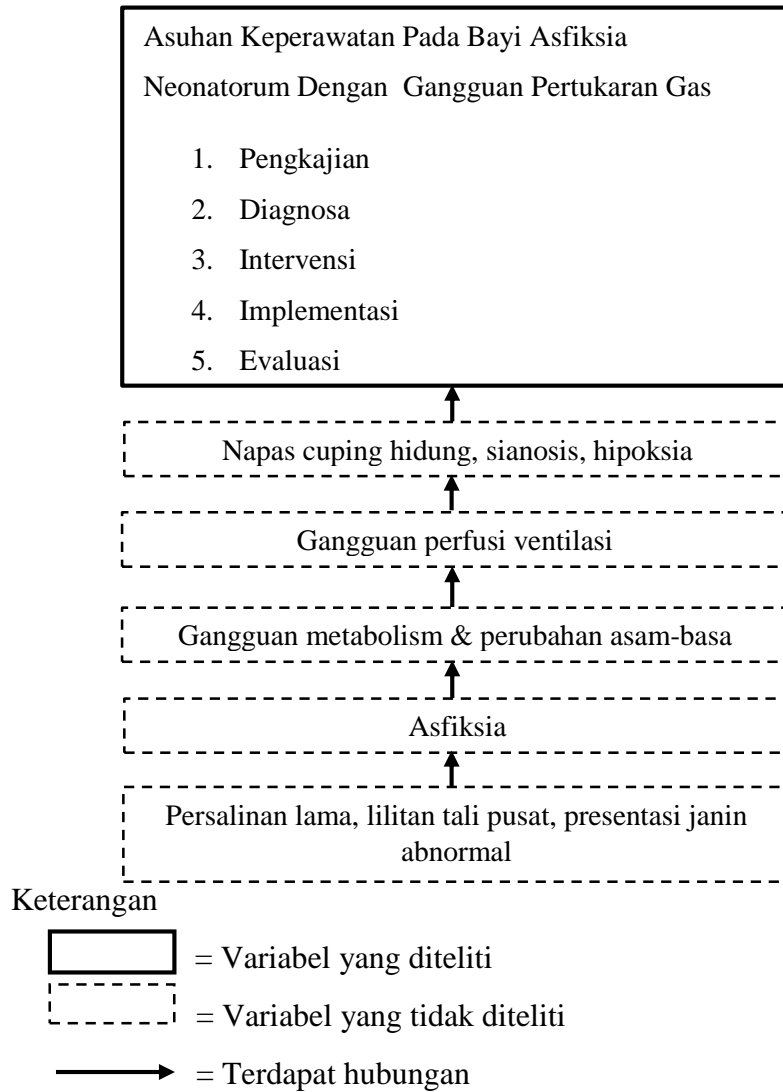 Asuhan Keperawatan Pada Bayi Asfiksia
Neonatorum Dengan Gangguan Pertukaran Gas
1. Pengkajian
2. Diagnosa
3. Intervensi
4. Implementasi
5. Evaluasi
Napas cuping hidung, sianosis, hipoksia
Gangguan perfusi ventilasi
Gangguan metabolism & perubahan asam-basa
Asfiksia
Persalinan lama, lilitan tali pusat, presentasi janin
abnormal
Keterangan
= Variabel yang diteliti
= Variabel yang tidak diteliti
= Terdapat hubungan